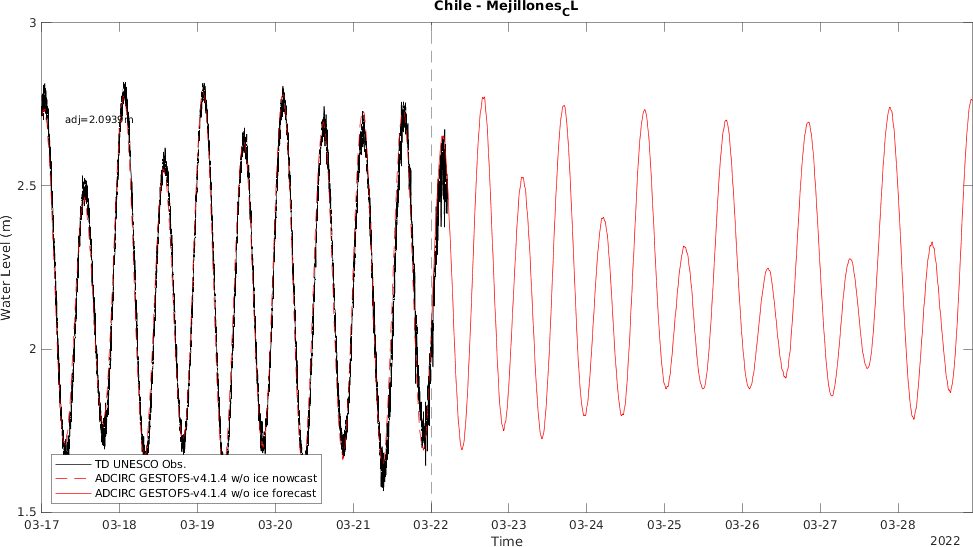 Chile - Mejillones_CL
3
adj=2.0939 m
2.5
Water Level (m)
2
TD UNESCO Obs.
ADCIRC GESTOFS-v4.1.4 w/o ice nowcast
ADCIRC GESTOFS-v4.1.4 w/o ice forecast
1.5
03-17 03-18 03-19 03-20 03-21 03-22 03-23 03-24 03-25 03-26 03-27 03-28
Time
2022